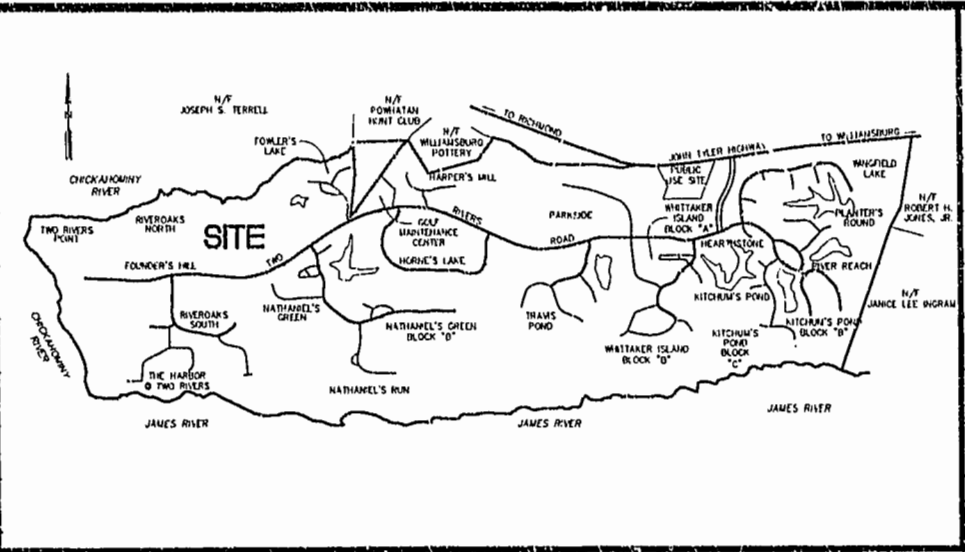 N/F
JOSEPH S. TERRELL
N/F
POWHATAN
HUNT CLUB
TO RICHMOND
N/F
WILLIAMSBURG
POTTERY
TO WILLIAMSBURG
FOWLER'S
LAKE
JOHN TYLER HIGHWAY
N
PUBLIC
USE SITE
WINGFIELD
LAKE
CHICKAHOMINY
RIVER
HARPER'S MILL
N/F
ROBERT H.
JONES, JR.
WHITTAKER
ISLAND
BLOCK "A"
PLANTER'S
ROUND
TWO RIVERS
POINT
RIVEROAKS
NORTH
SITE
GOLF
MAINTENANCE
CENTER
RIVERS
PARKSIDE
HEARTHSTONE
TWO
ROAD
HORNE'S LAKE
FOUNDER'S HILL
RIVER REACH
KITCHUM'S POND
N/F
JANICE LEE INGRAM
CHICKAHOMINY
RIVER
RIVEROAKS
SOUTH
NATHANIEL'S
GREEN
NATHANIEL'S GREEN
BLOCK "B"
TRAVIS
POND
KITCHUM'S POND
BLOCK "B"
WHITTAKER ISLAND
BLOCK "B"
KITCHUM'S
POND
BLOCK
"C"
THE HARBOR
@ TWO RIVERS
NATHANIEL'S RUN
JAMES RIVER
JAMES RIVER
JAMES RIVER